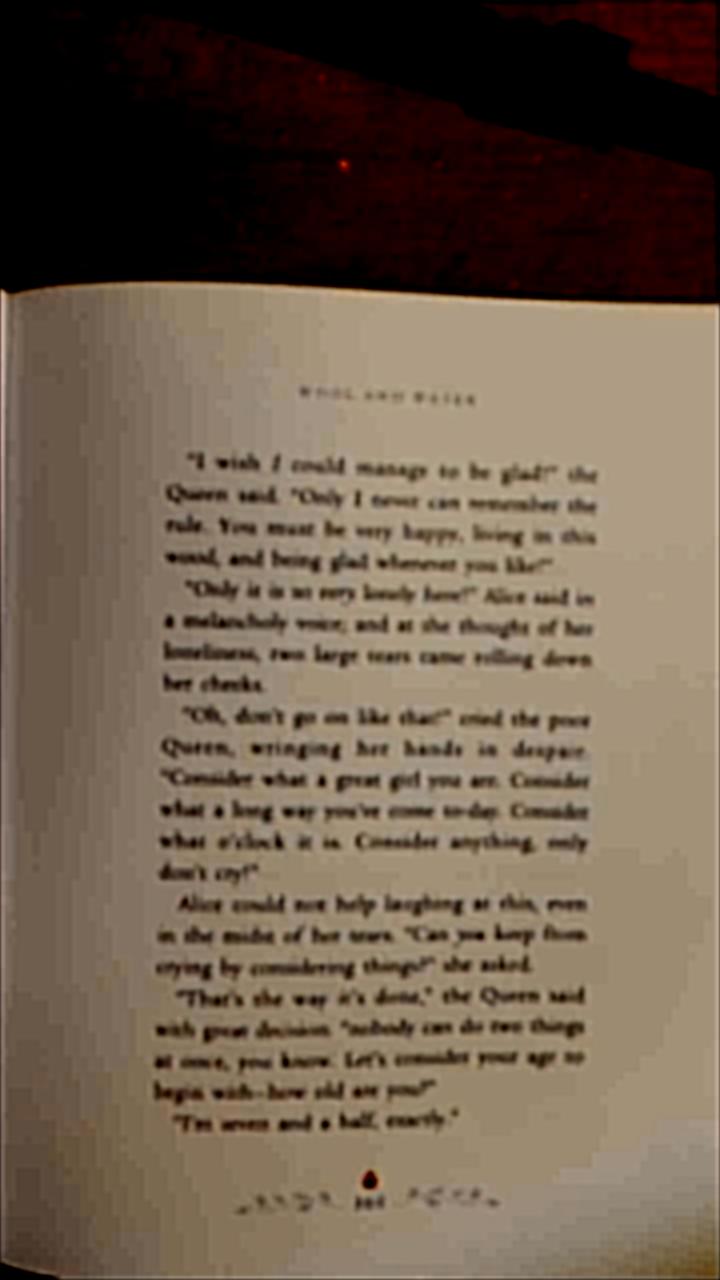 WOOL AND WATER
"I wish I could manage to be glad!" the
Queen said. "Only I never can remember the
rule. You must be very happy, living in this
wood, and being glad whenever you like!"
"Only it is so very lonely here!" Alice said in
a melancholy voice; and at the thought of her
loneliness, two large tears came rolling down
her cheeks.
"Oh, don't go on like that!" cried the poor
Queen, wringing her hands in despair.
"Consider what a great girl you are. Consider
what a long way you've come to-day. Consider
what o'clock it is. Consider anything, only
don't cry!"
Alice could not help laughing at this, even
in the midst of her tears. "Can you keep from
crying by considering things?" she asked.
"That's the way it's done," the Queen said
with great decision: "nobody can do two things
at once, you know. Let's consider your age to
begin with—how old are you?"
"I'm seven and a half, exactly."